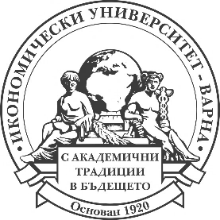 • ИКОНОМИЧЕСКИ УНИВЕРСИТЕТ - ВАРНА •
С АКАДЕМИЧНИ
ТРАДИЦИИ
В БЪДЕЩЕТО
Основан 1920